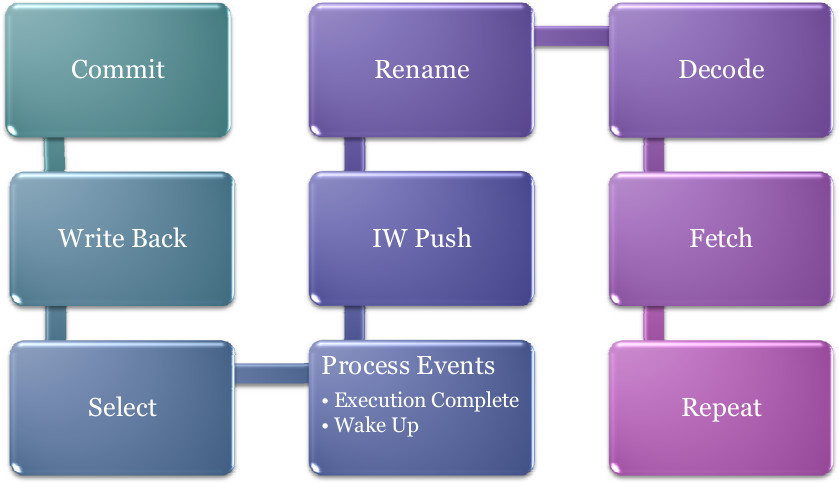 Commit
Write Back
Select
Process Events
• Execution Complete
• Wake Up
IW Push
Rename
Decode
Fetch
Repeat